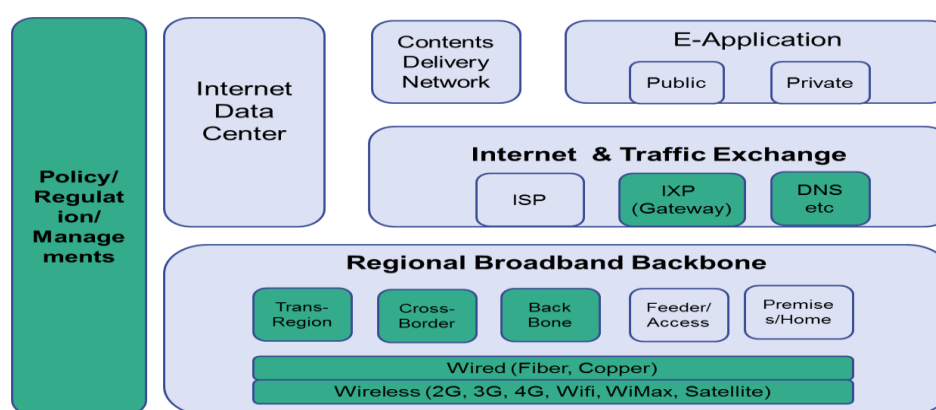 Policy/
Regulat
ion/
Manage
ments
Internet
Data
Center
Contents
Delivery
Network
E-Application
Public
Private
Internet & Traffic Exchange
ISP
IXP
(Gateway)
DNS
etc
Regional Broadband Backbone
Trans-
Region
Cross-
Border
Back
Bone
Feeder/
Access
Premise
s/Home
Wired (Fiber, Copper)
Wireless (2G, 3G, 4G, Wifi, WiMax, Satellite)